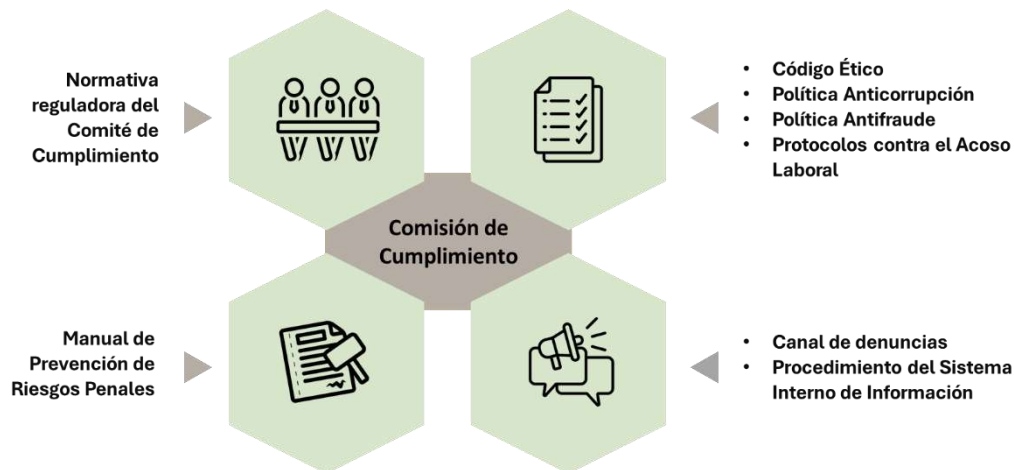 Normativa
reguladora del
Comité de
Cumplimiento
• Código Ético
• Política Anticorrupción
• Política Antifraude
• Protocolos contra el Acoso
Laboral
Comisión de
Cumplimiento
Manual de
Prevención de
Riesgos Penales
• Canal de denuncias
• Procedimiento del Sistema
Interno de Información